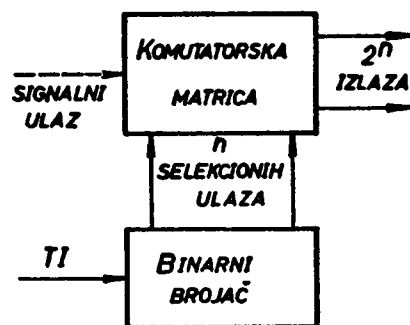 KOMUTATORSKA
MATRICA
SIGNALNI
ULAZ
2n
IZLAZA
n
SELEKCIONIH
ULAZA
TI
BINARNI
BROJAČ